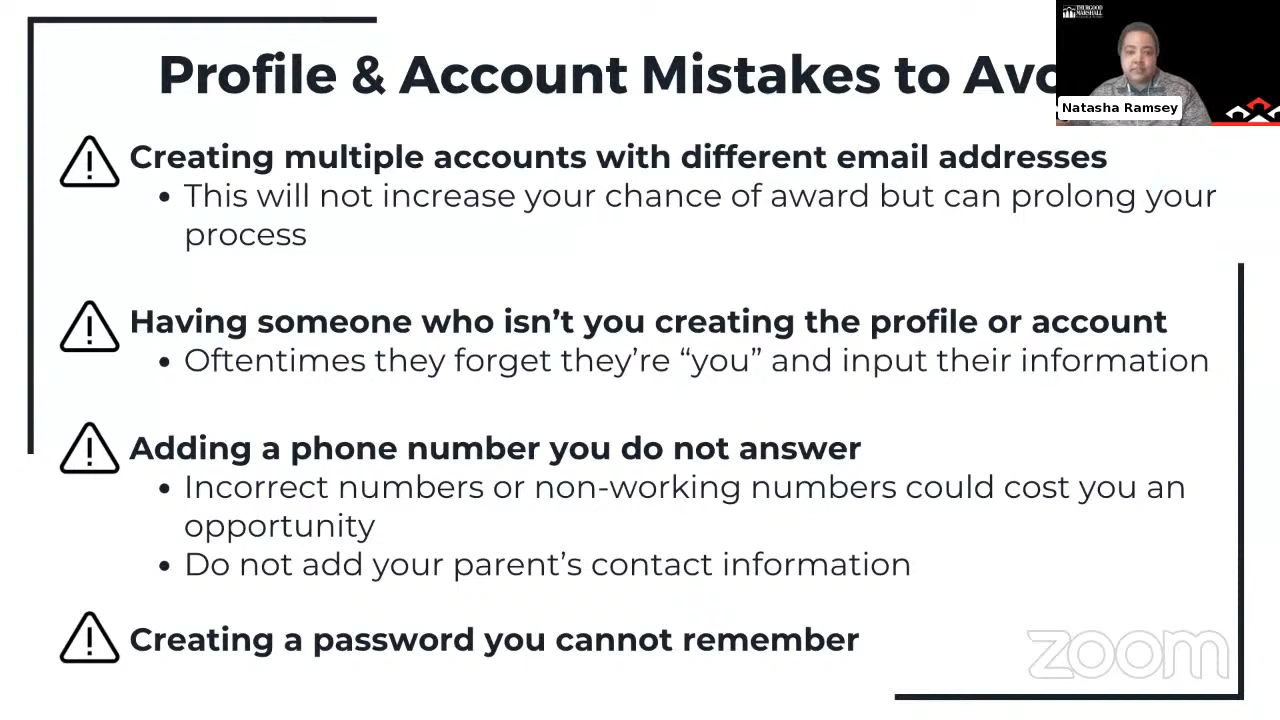 Profile & Account Mistakes to Avo
THURGOOD
MARSHALL
Natasha Ramsey
Creating multiple accounts with different email addresses
• This will not increase your chance of award but can prolong your
process
Having someone who isn’t you creating the profile or account
• Oftentimes they forget they’re “you” and input their information
Adding a phone number you do not answer
• Incorrect numbers or non-working numbers could cost you an
opportunity
• Do not add your parent’s contact information
Creating a password you cannot remember
zoom